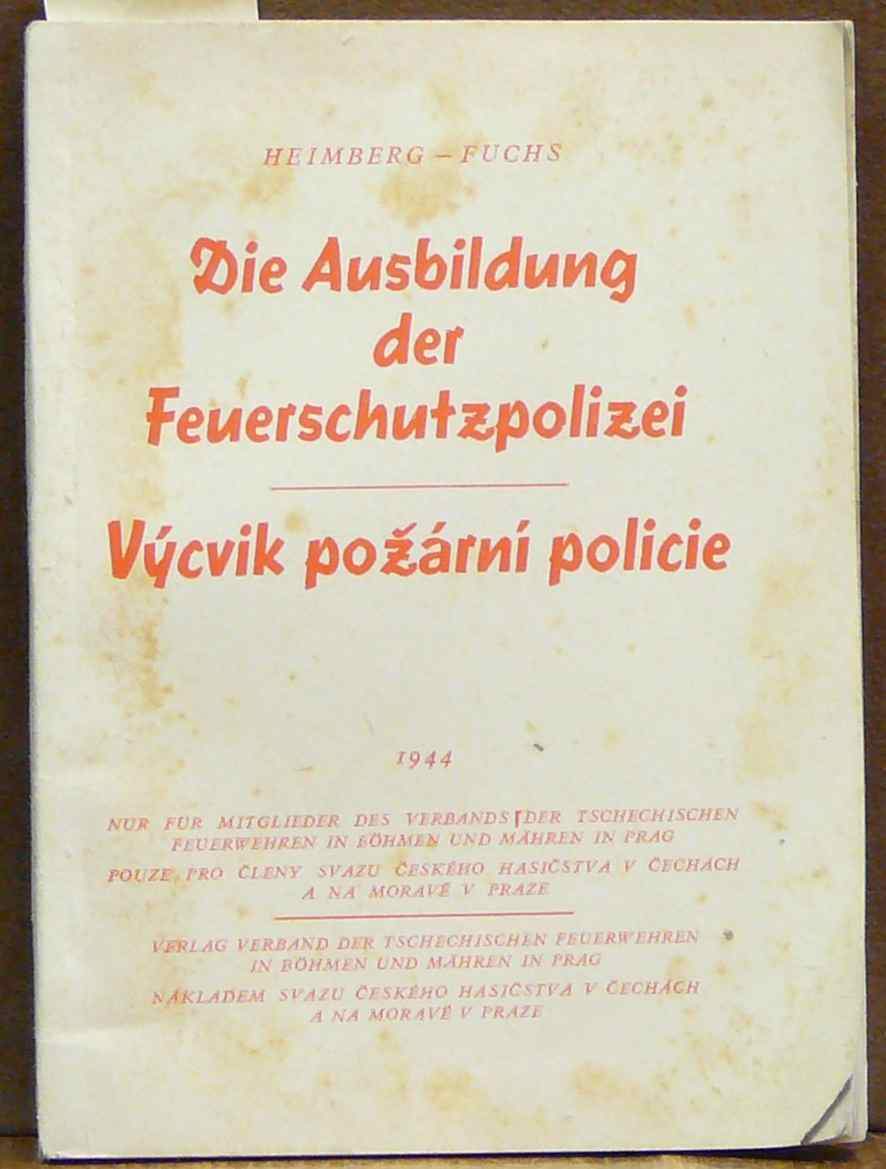 HEIMBERG – FUCHS
Die Ausbildung
der
Feuerschutzpolizei
Výcvik požární policie
1944
NUR FÜR MITGLIEDER DES VERBANDS DER TSCHECHISCHEN
FEUERWEHREN IN BÖHMEN UND MÄHREN IN PRAG
POUZE PRO ČLENY SVAZU ČESKÉHO HASIČSTVA V ČECHÁCH
A NA MORAVĚ V PRAZE
VERLAG VERBAND DER TSCHECHISCHEN FEUERWEHREN
IN BÖHMEN UND MÄHREN IN PRAG
NÁKLADEM SVAZU ČESKÉHO HASIČSTVA V ČECHÁCH
A NA MORAVĚ V PRAZE